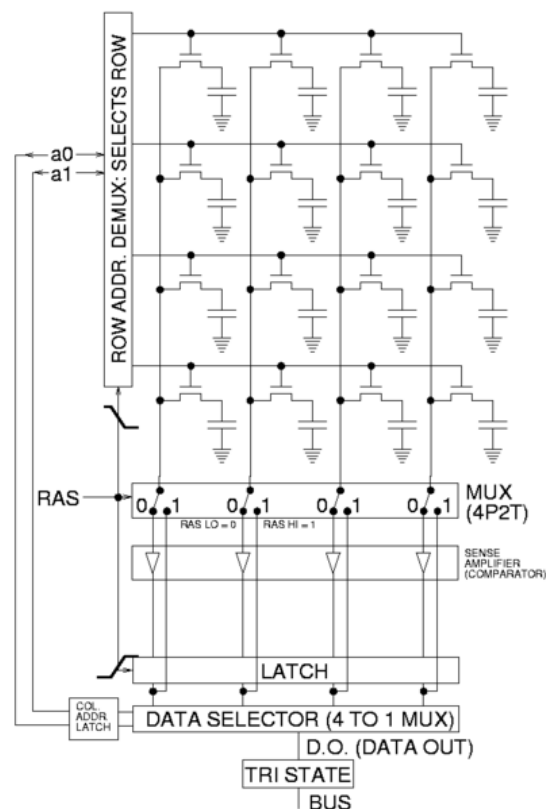 ROW ADDR. DEMUX: SELECTS ROW
a0
a1
RAS
0 1 0 1 0 1 0 1
RAS LO = 0 RAS HI = 1
MUX
(4P2T)
SENSE
AMPLIFIER
(COMPARATOR)
LATCH
COL.
ADDR.
LATCH
DATA SELECTOR (4 TO 1 MUX)
D.O. (DATA OUT)
TRI STATE
BUS